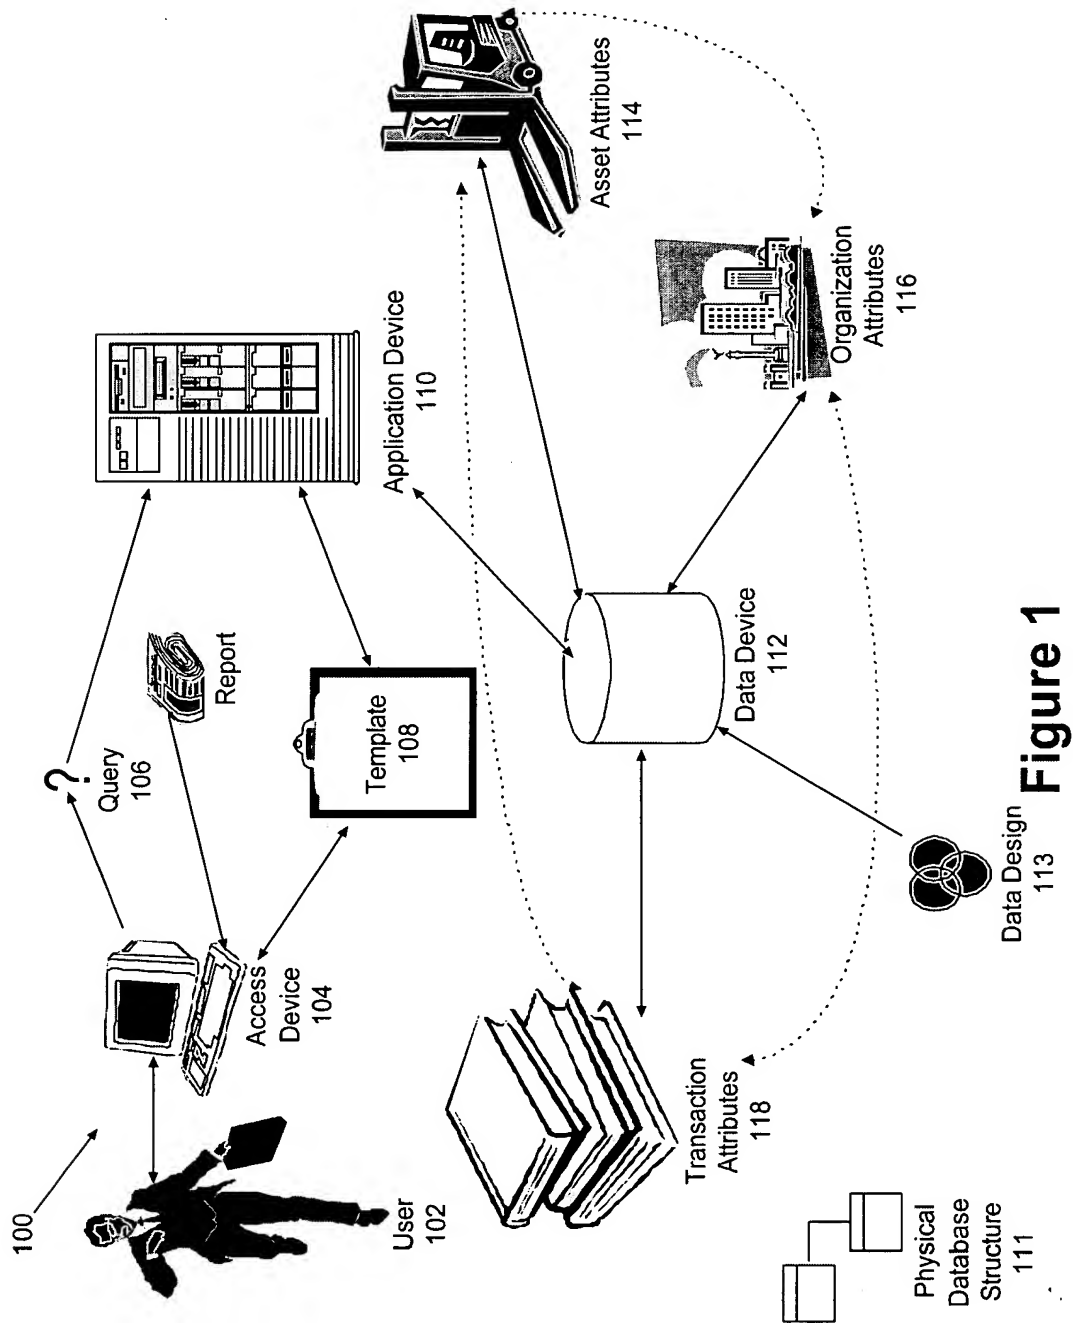 100
User
102
Access
Device
104
?
Query
106
Report
Template
108
Application Device
110
Asset Attributes
114
Organization
Attributes
116
Data Device
112
Transaction
Attributes
118
Data Design
113
Physical
Database
Structure
111
Figure 1